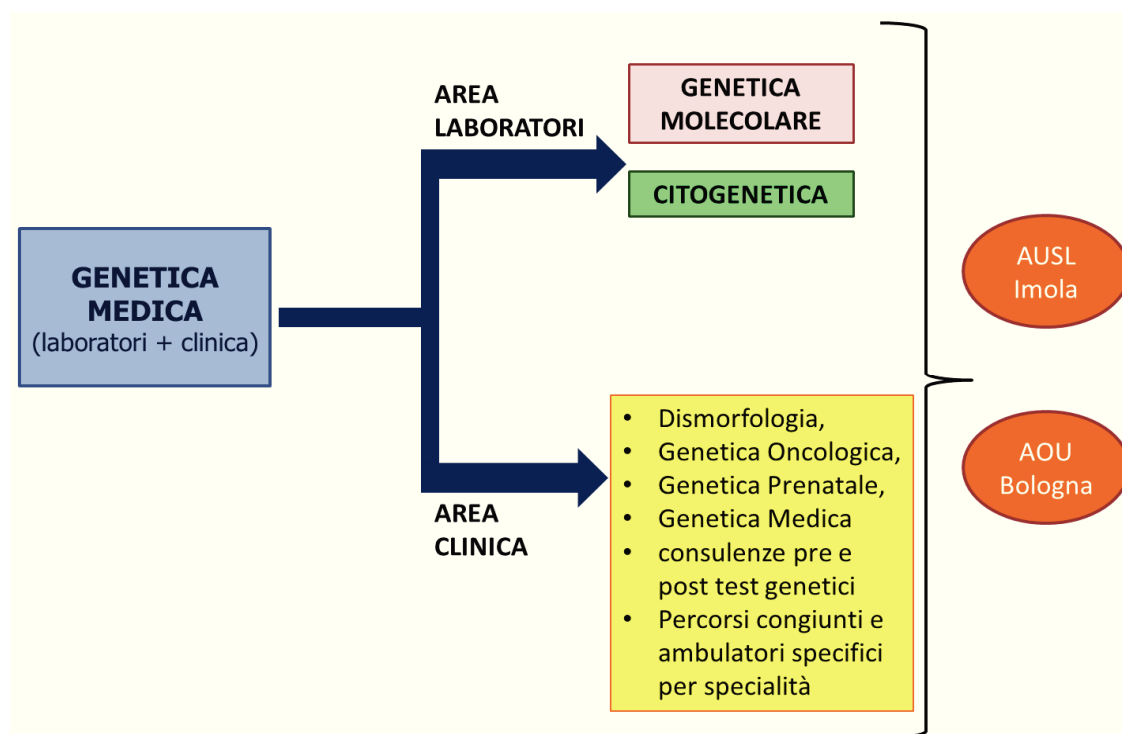 GENETICA
MEDICA
(laboratori + clinica)
AREA
LABORATORI
GENETICA
MOLECOLARE
CITOGENETICA
AREA
CLINICA
• Dismorfologia,
• Genetica Oncologica,
• Genetica Prenatale,
• Genetica Medica
• consulenze pre e
post test genetici
• Percorsi congiunti e
ambulatori specifici
per specialità
AUSL
Imola
AOU
Bologna